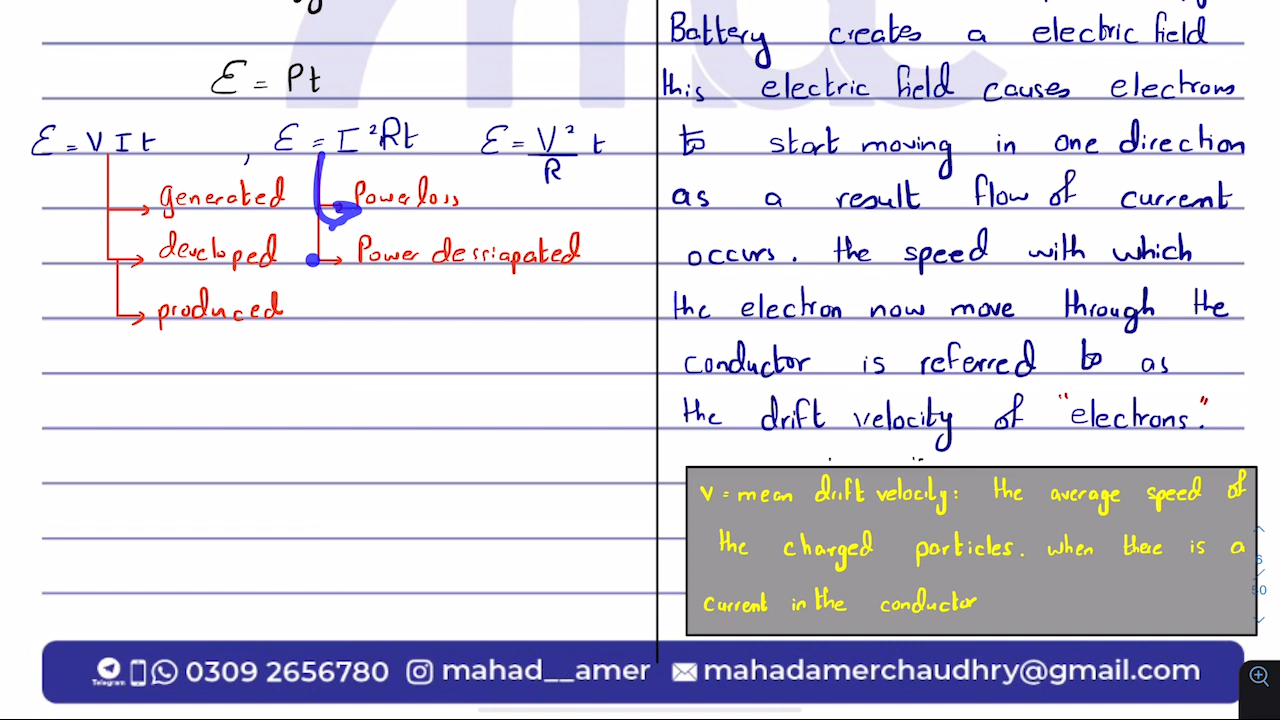 ℰ = Pt
ℰ = V I t , ℰ = I²Rt ℰ = V²/R t
generated
developed
produced
Power loss
Power dessiapated
Battery creates a electric field
this electric field causes electrons
to start moving in one direction
as a result flow of current
occurs. the speed with which
the electron now move through the
conductor is referred to as
the drift velocity of "electrons."
V = mean drift velocity: the average speed of
the charged particles. when there is a
current in the conductor
6
50
Telegram 0309 2656780 mahad__amer mahadamerchaudhry@gmail.com